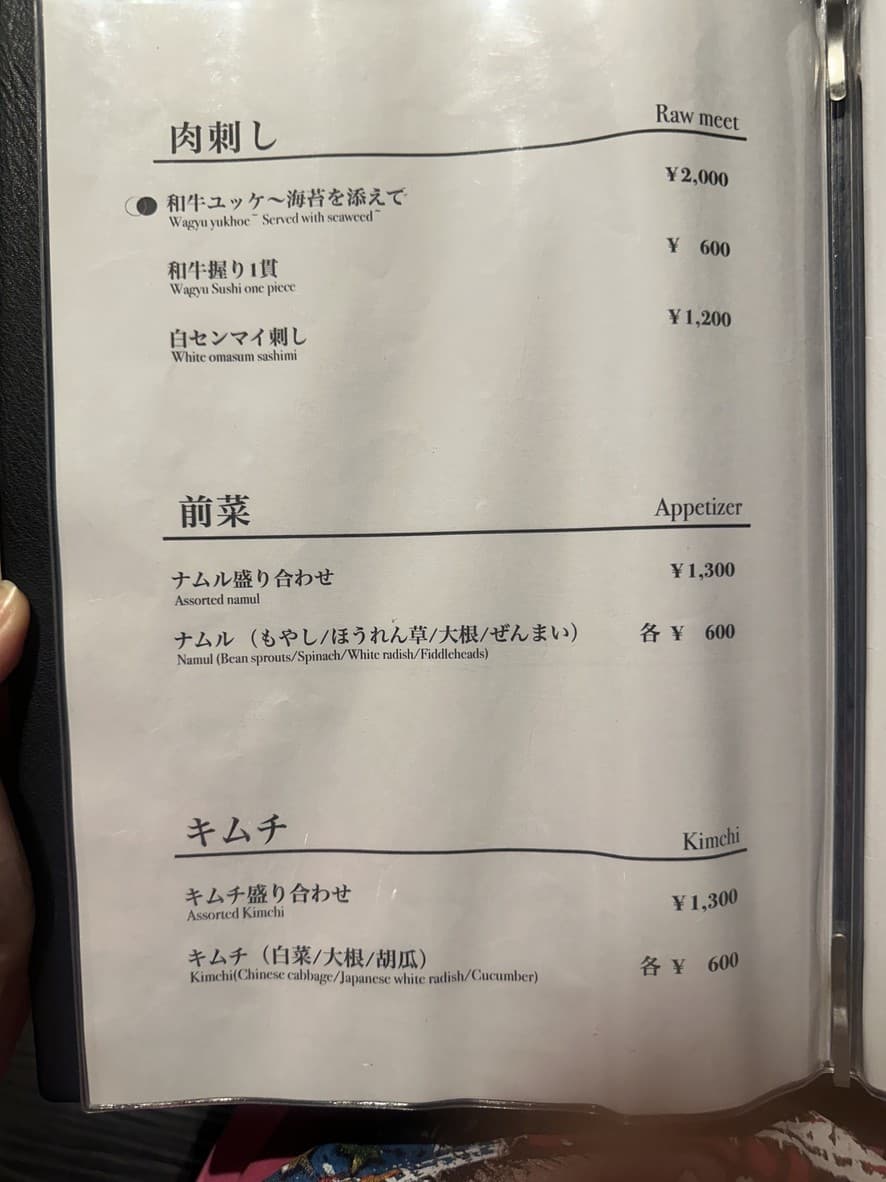 肉刺し Raw meet
和牛ユッケ～海苔を添えて ¥2,000
Wagyu yukhoe~ Served with seaweed~
和牛握り1貫 ¥ 600
Wagyu Sushi one piece
白センマイ刺し ¥1,200
White omasum sashimi
前菜 Appetizer
ナムル盛り合わせ ¥1,300
Assorted namul
ナムル（もやし/ほうれん草/大根/ぜんまい） 各 ¥ 600
Namul (Bean sprouts/Spinach/White radish/Fiddleheads)
キムチ Kimchi
キムチ盛り合わせ ¥1,300
Assorted Kimchi
キムチ（白菜/大根/胡瓜） 各 ¥ 600
Kimchi(Chinese cabbage/Japanese white radish/Cucumber)